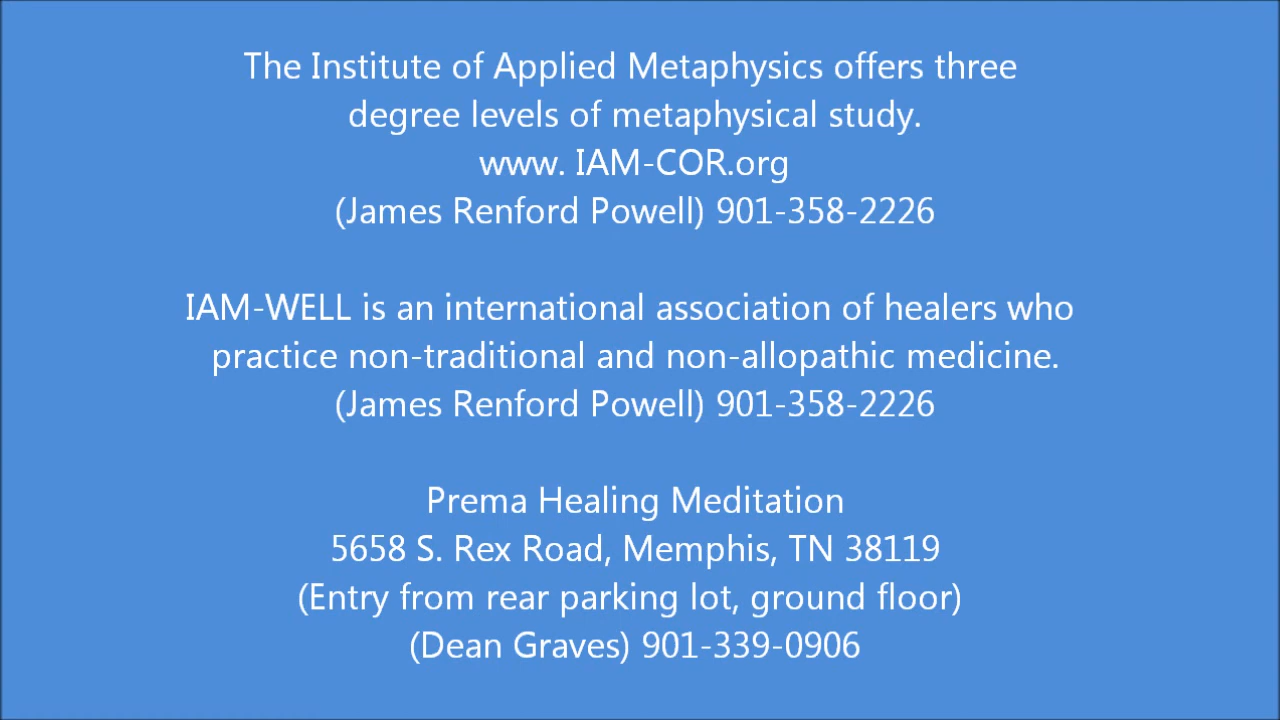 The Institute of Applied Metaphysics offers three
degree levels of metaphysical study.
www. IAM-COR.org
(James Renford Powell) 901-358-2226
IAM-WELL is an international association of healers who
practice non-traditional and non-allopathic medicine.
(James Renford Powell) 901-358-2226
Prema Healing Meditation
5658 S. Rex Road, Memphis, TN 38119
(Entry from rear parking lot, ground floor)
(Dean Graves) 901-339-0906